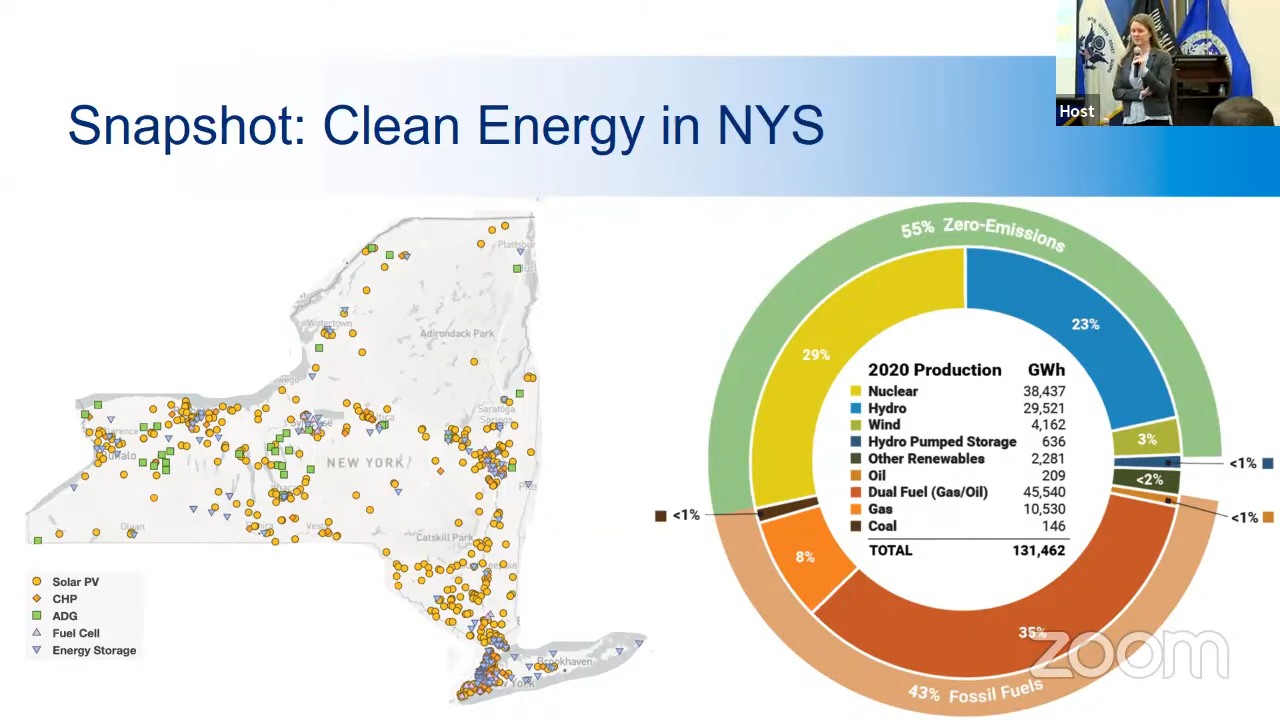 Snapshot: Clean Energy in NYS
Host
Plattsbur
Watertown
Adirondack Park
Saratoga
Springs
NEW YORK
Olean
Catskill Park
Brookhaven
Solar PV
CHP
ADG
Fuel Cell
Energy Storage
55% Zero-Emissions
29%
23%
3%
<1%
<2%
<1%
<1%
8%
35%
43% Fossil Fuels
2020 Production GWh
Nuclear 38,437
Hydro 29,521
Wind 4,162
Hydro Pumped Storage 636
Other Renewables 2,281
Oil 209
Dual Fuel (Gas/Oil) 45,540
Gas 10,530
Coal 146
TOTAL 131,462
zoom